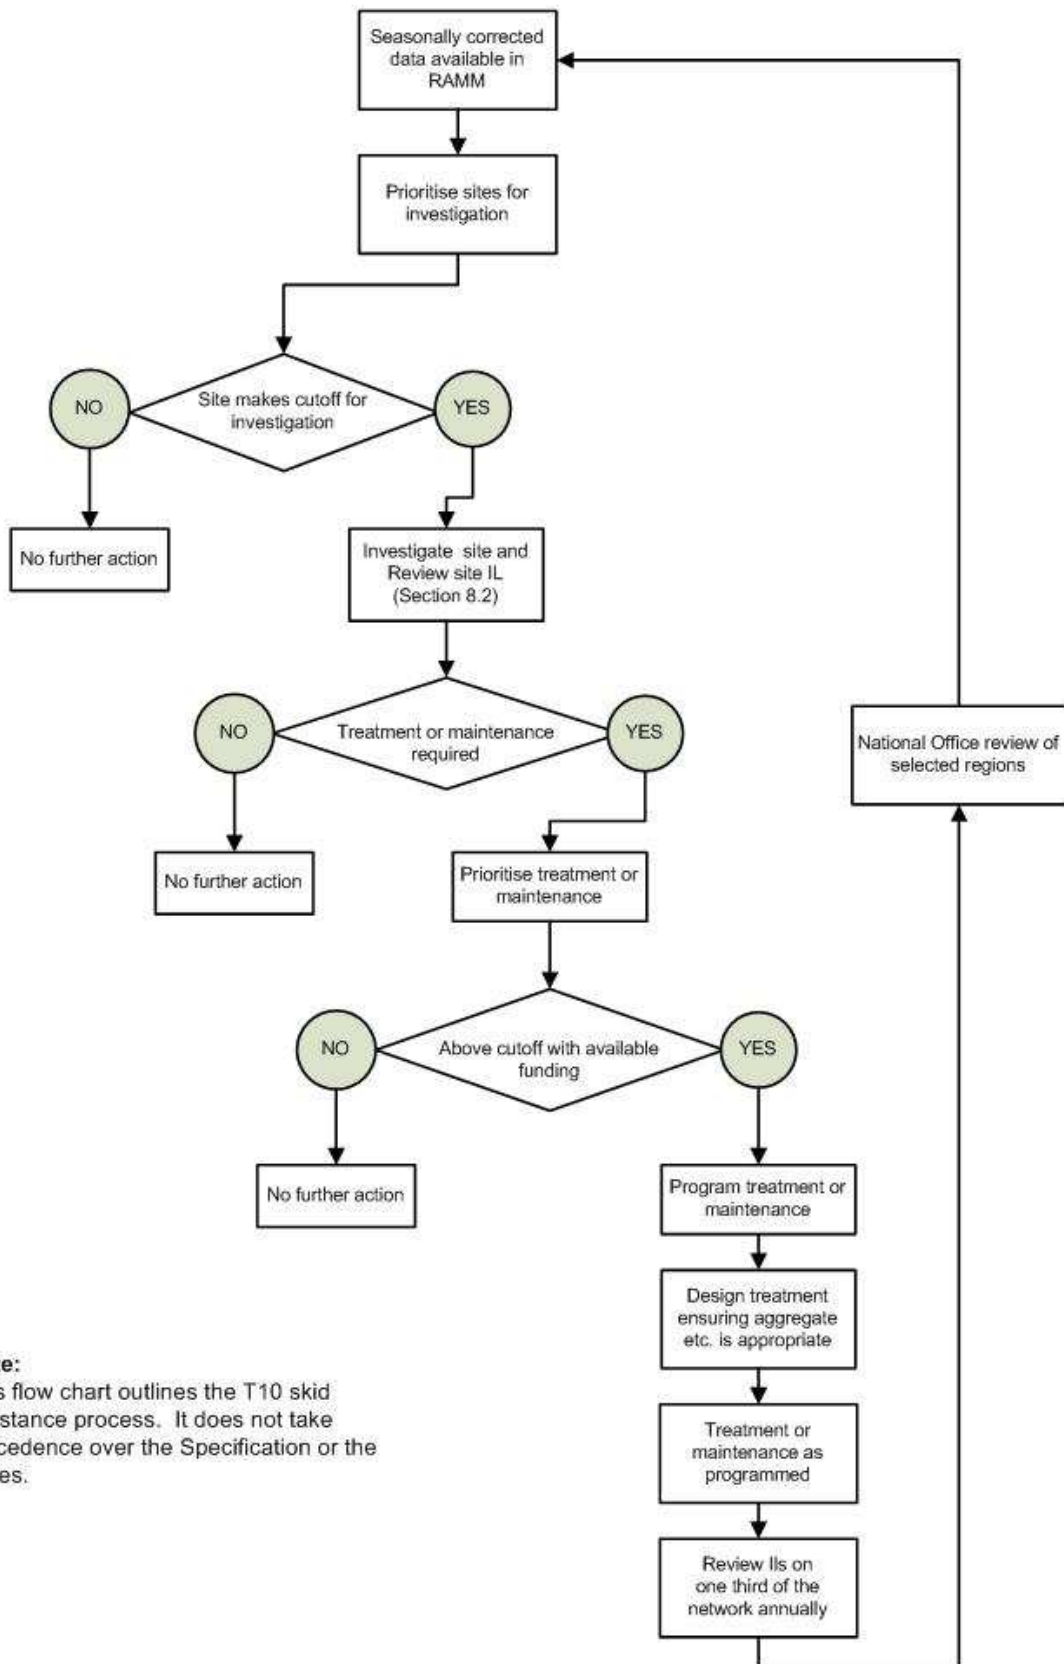 Seasonally corrected
data available in
RAMM
Prioritise sites for
investigation
Site makes cutoff for
investigation
NO
YES
No further action
Investigate site and
Review site IL
(Section 8.2)
Treatment or maintenance
required
NO
YES
No further action
Prioritise treatment or
maintenance
National Office review of
selected regions
Above cutoff with available
funding
NO
YES
No further action
Program treatment or
maintenance
Design treatment
ensuring aggregate
etc. is appropriate
Treatment or
maintenance as
programmed
Review Ils on
one third of the
network annually
te:
s flow chart outlines the T10 skid
stance process. It does not take
cedence over the Specification or the
es.